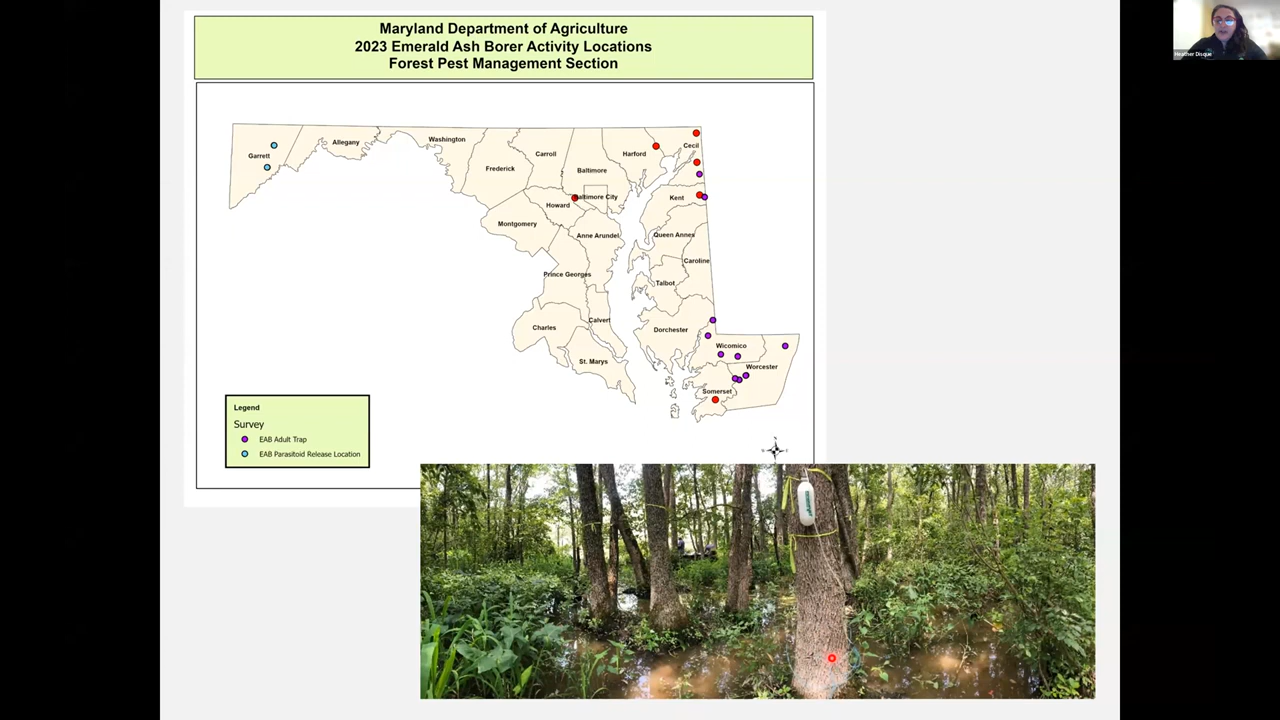 Maryland Department of Agriculture
2023 Emerald Ash Borer Activity Locations
Forest Pest Management Section
Heather Disque
Garrett
Allegany
Washington
Frederick
Carroll
Baltimore
Harford
Cecil
Baltimore City
Howard
Kent
Montgomery
Anne Arundel
Queen Annes
Caroline
Prince Georges
Talbot
Charles
Calvert
Dorchester
St. Marys
Wicomico
Worcester
Somerset
Legend
Survey
EAB Adult Trap
EAB Parasitoid Release Location